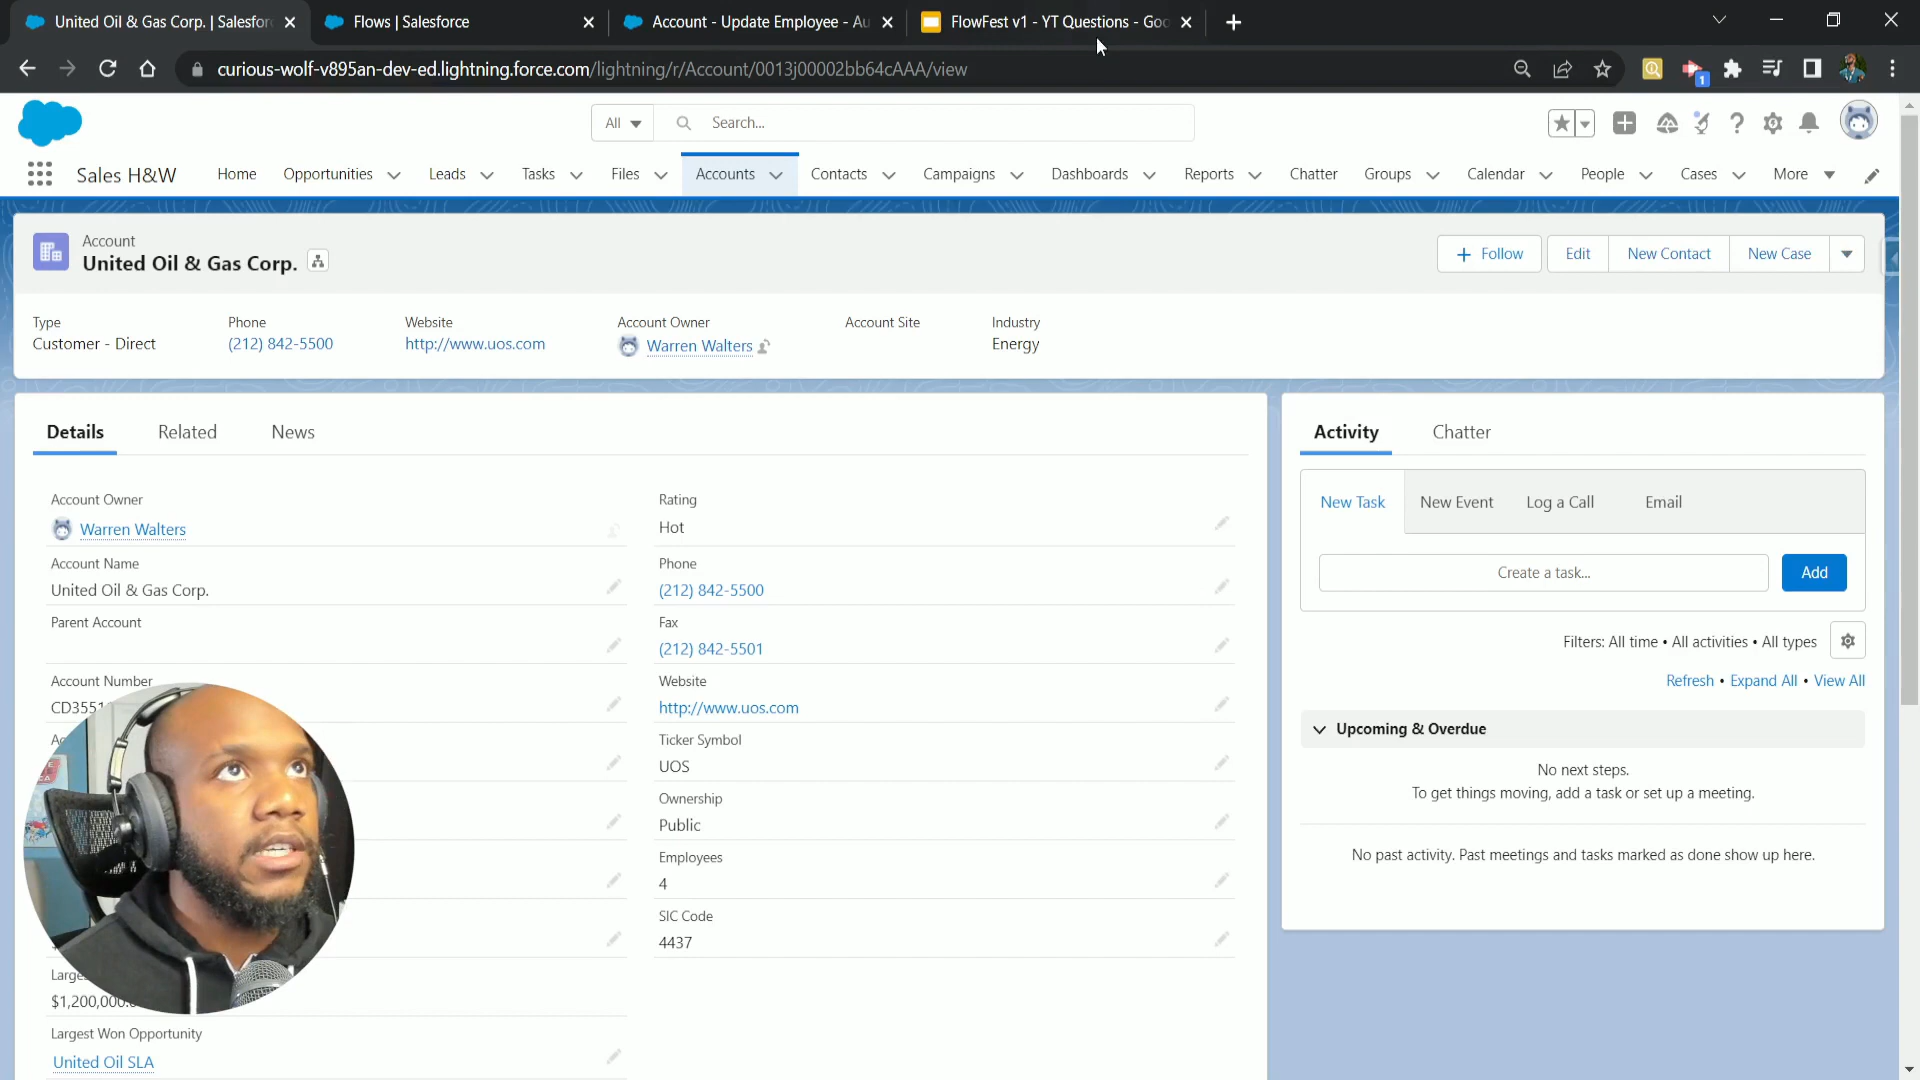 United Oil & Gas Corp. | Salesfor
Flows | Salesforce
Account - Update Employee - Au
FlowFest v1 - YT Questions - Goo
curious-wolf-v895an-dev-ed.lightning.force.com/lightning/r/Account/0013j00002bb64cAAA/view
1
All
Search...
Sales H&W
Home
Opportunities
Leads
Tasks
Files
Accounts
Contacts
Campaigns
Dashboards
Reports
Chatter
Groups
Calendar
People
Cases
More
Account
United Oil & Gas Corp.
Follow
Edit
New Contact
New Case
Type
Customer - Direct
Phone
(212) 842-5500
Website
http://www.uos.com
Account Owner
Warren Walters
Account Site
Industry
Energy
Details
Related
News
Account Owner
Warren Walters
Account Name
United Oil & Gas Corp.
Parent Account
Account Number
CD3551
Rating
Hot
Phone
(212) 842-5500
Fax
(212) 842-5501
Website
http://www.uos.com
Ticker Symbol
UOS
Ownership
Public
Employees
4
SIC Code
4437
$1,200,000.
Largest Won Opportunity
United Oil SLA
Activity
Chatter
New Task
New Event
Log a Call
Email
Create a task...
Add
Filters: All time • All activities • All types
Refresh • Expand All • View All
Upcoming & Overdue
No next steps.
To get things moving, add a task or set up a meeting.
No past activity. Past meetings and tasks marked as done show up here.